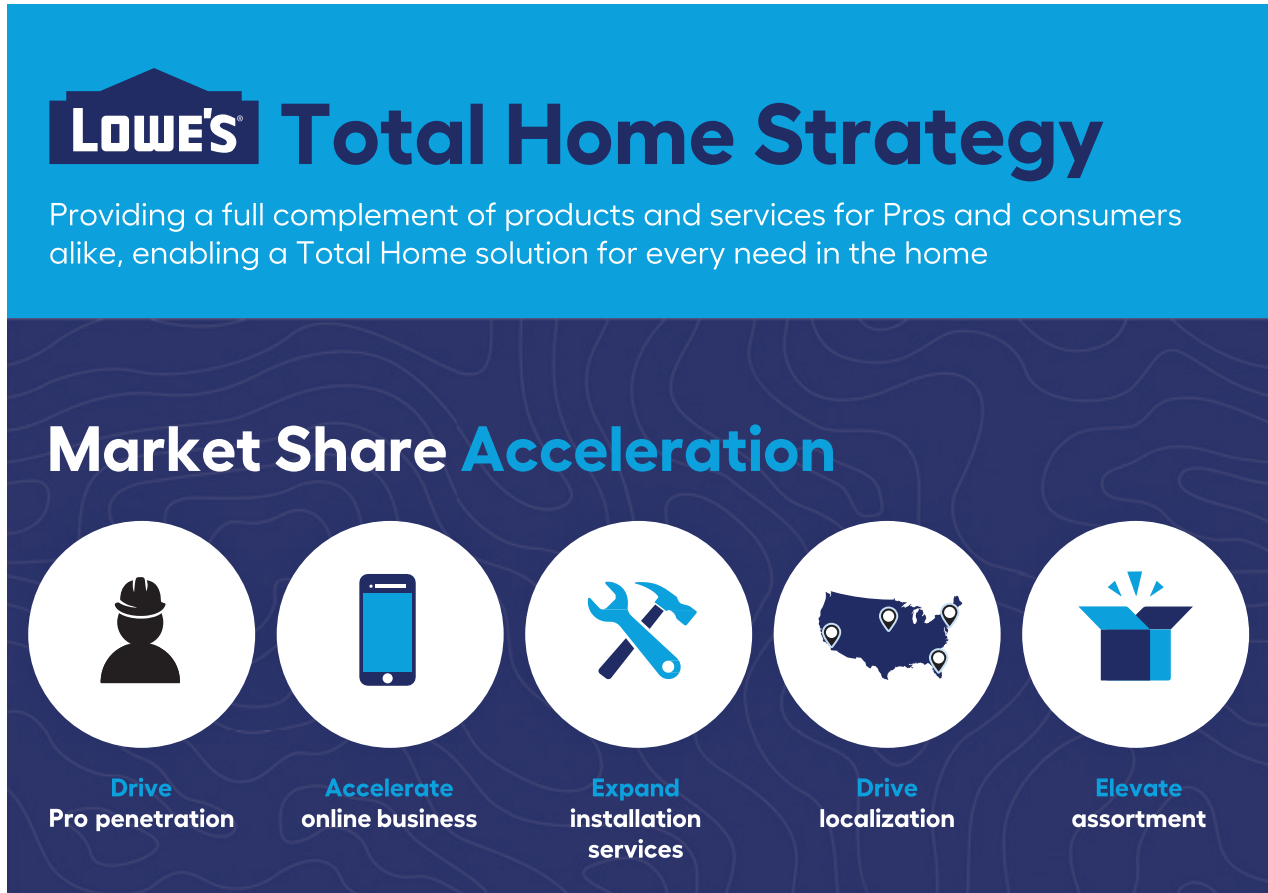 LOWE'S® Total Home Strategy
Providing a full complement of products and services for Pros and consumers
alike, enabling a Total Home solution for every need in the home
Market Share Acceleration
Drive
Pro penetration
Accelerate
online business
Expand
installation
services
Drive
localization
Elevate
assortment